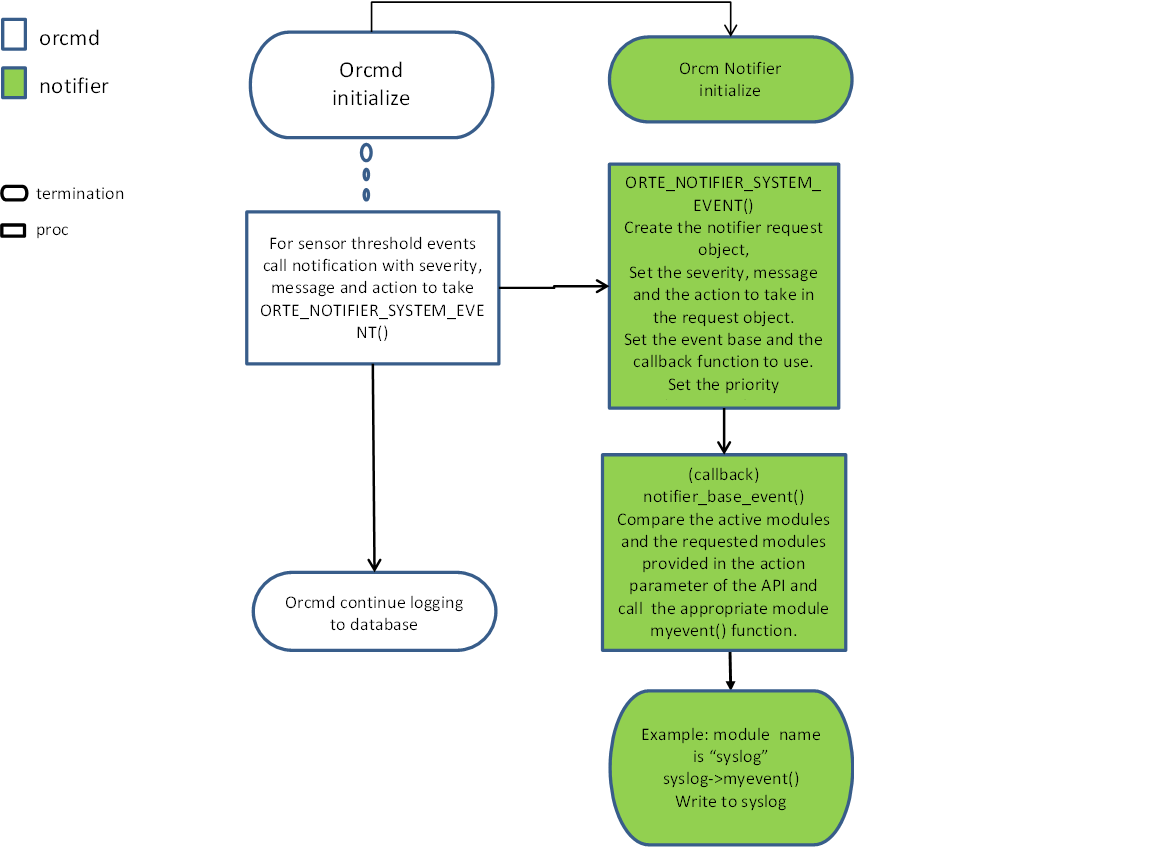 orcmd
notifier
termination
proc
Orcmd
initialize
Orcm Notifier
initialize
For sensor threshold events
call notification with severity,
message and action to take
ORTE_NOTIFIER_SYSTEM_EVE
NT()
ORTE_NOTIFIER_SYSTEM_
EVENT()
Create the notifier request
object,
Set the severity, message
and the action to take in
the request object.
Set the event base and the
callback function to use.
Set the priority
(callback)
notifier_base_event()
Compare the active modules
and the requested modules
provided in the action
parameter of the API and
call  the appropriate module
myevent() function.
Orcmd continue logging
to database
Example: module  name
is “syslog”
syslog->myevent()
Write to syslog